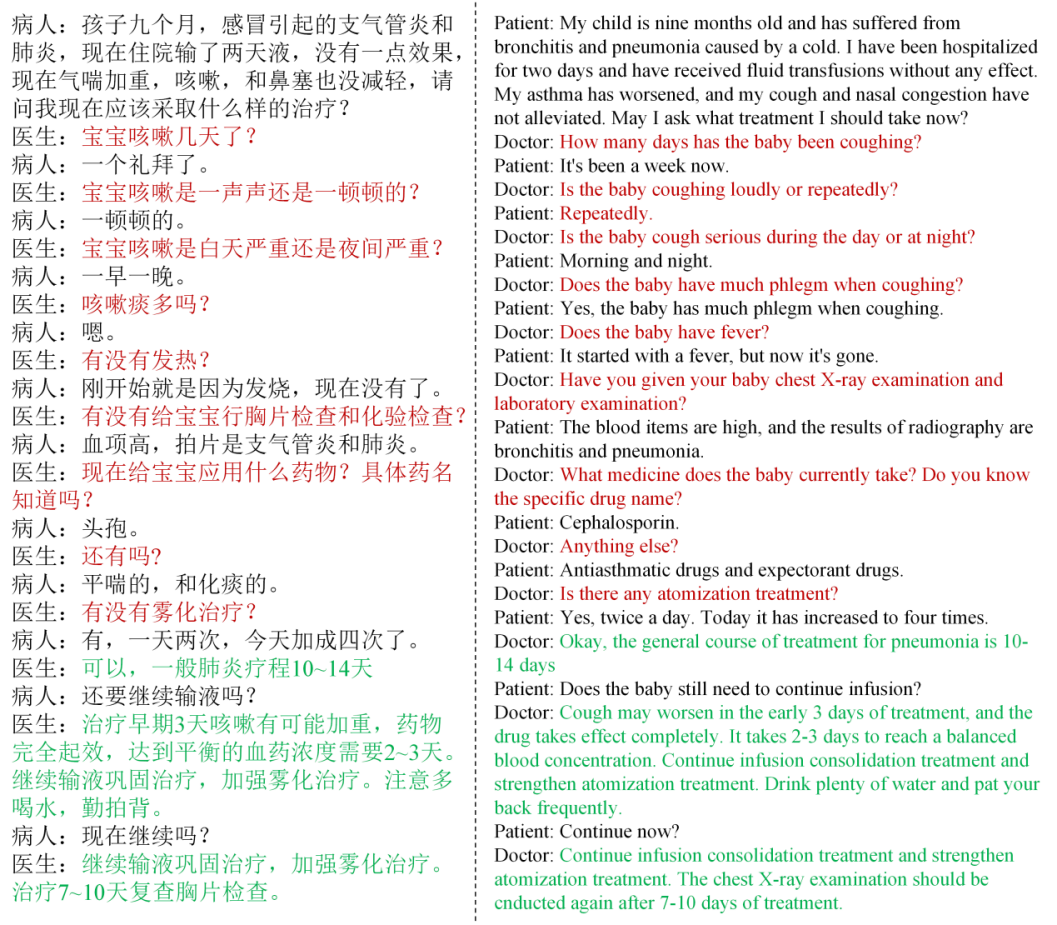 病人：孩子九个月，感冒引起的支气管炎和
肺炎，现在住院输了两天液，没有一点效果，
现在气喘加重，咳嗽，和鼻塞也没减轻，请
问我现在应该采取什么样的治疗？
医生：宝宝咳嗽几天了？
病人：一个礼拜了。
医生：宝宝咳嗽是一声声还是一顿顿的？
病人：一顿顿的。
医生：宝宝咳嗽是白天严重还是夜间严重？
病人：一早一晚。
医生：咳嗽痰多吗？
病人：嗯。
医生：有没有发热？
病人：刚开始就是因为发烧，现在没有了。
医生：有没有给宝宝行胸片检查和化验检查？
病人：血项高，拍片是支气管炎和肺炎。
医生：现在给宝宝应用什么药物？具体药名
知道吗？
病人：头孢。
医生：还有吗?
病人：平喘的，和化痰的。
医生：有没有雾化治疗？
病人：有，一天两次，今天加成四次了。
医生：可以，一般肺炎疗程10~14天
病人：还要继续输液吗？
医生：治疗早期3天咳嗽有可能加重，药物
完全起效，达到平衡的血药浓度需要2~3天。
继续输液巩固治疗，加强雾化治疗。注意多
喝水，勤拍背。
病人：现在继续吗？
医生：继续输液巩固治疗，加强雾化治疗。
治疗7~10天复查胸片检查。
Patient: My child is nine months old and has suffered from
bronchitis and pneumonia caused by a cold. I have been hospitalized
for two days and have received fluid transfusions without any effect.
My asthma has worsened, and my cough and nasal congestion have
not alleviated. May I ask what treatment I should take now?
Doctor: How many days has the baby been coughing?
Patient: It's been a week now.
Doctor: Is the baby coughing loudly or repeatedly?
Patient: Repeatedly.
Doctor: Is the baby cough serious during the day or at night?
Patient: Morning and night.
Doctor: Does the baby have much phlegm when coughing?
Patient: Yes, the baby has much phlegm when coughing.
Doctor: Does the baby have fever?
Patient: It started with a fever, but now it's gone.
Doctor: Have you given your baby chest X-ray examination and
laboratory examination?
Patient: The blood items are high, and the results of radiography are
bronchitis and pneumonia.
Doctor: What medicine does the baby currently take? Do you know
the specific drug name?
Patient: Cephalosporin.
Doctor: Anything else?
Patient: Antiasthmatic drugs and expectorant drugs.
Doctor: Is there any atomization treatment?
Patient: Yes, twice a day. Today it has increased to four times.
Doctor: Okay, the general course of treatment for pneumonia is 10-
14 days
Patient: Does the baby still need to continue infusion?
Doctor: Cough may worsen in the early 3 days of treatment, and the
drug takes effect completely. It takes 2-3 days to reach a balanced
blood concentration. Continue infusion consolidation treatment and
strengthen atomization treatment. Drink plenty of water and pat your
back frequently.
Patient: Continue now?
Doctor: Continue infusion consolidation treatment and strengthen
atomization treatment. The chest X-ray examination should be
cnducted again after 7-10 days of treatment.